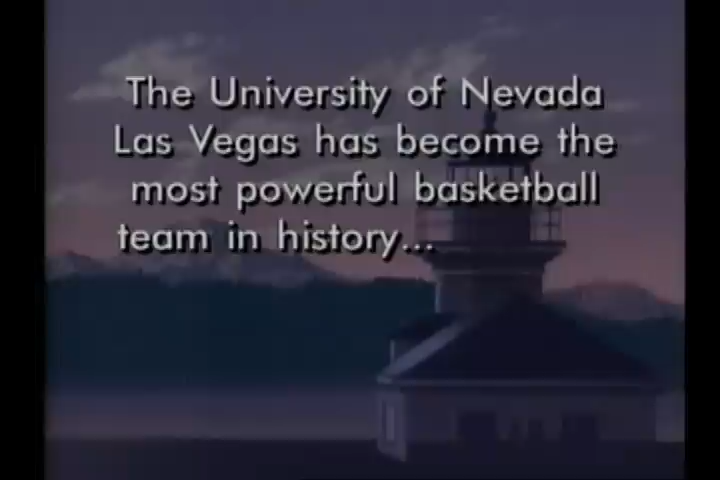 The University of Nevada
Las Vegas has become the
most powerful basketball
team in history...